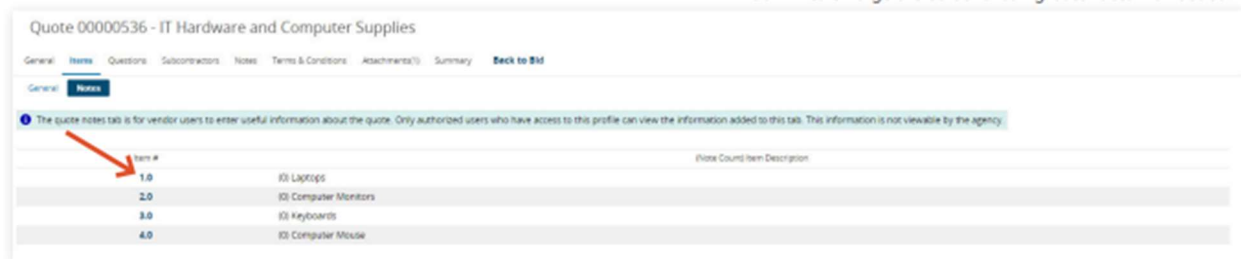 Quote 00000536 - IT Hardware and Computer Supplies
General Items Questions Subcontractors Notes Terms & Conditions Attachments(1) Summary Back to Bid
General Notes
The quote notes tab is for vendor users to enter useful information about the quote. Only authorized users who have access to this profile can view the information added to this tab. This information is not viewable by the agency.
Item # (Note Count) Item Description
1.0 (0) Laptops
2.0 (0) Computer Monitors
3.0 (0) Keyboards
4.0 (0) Computer Mouse